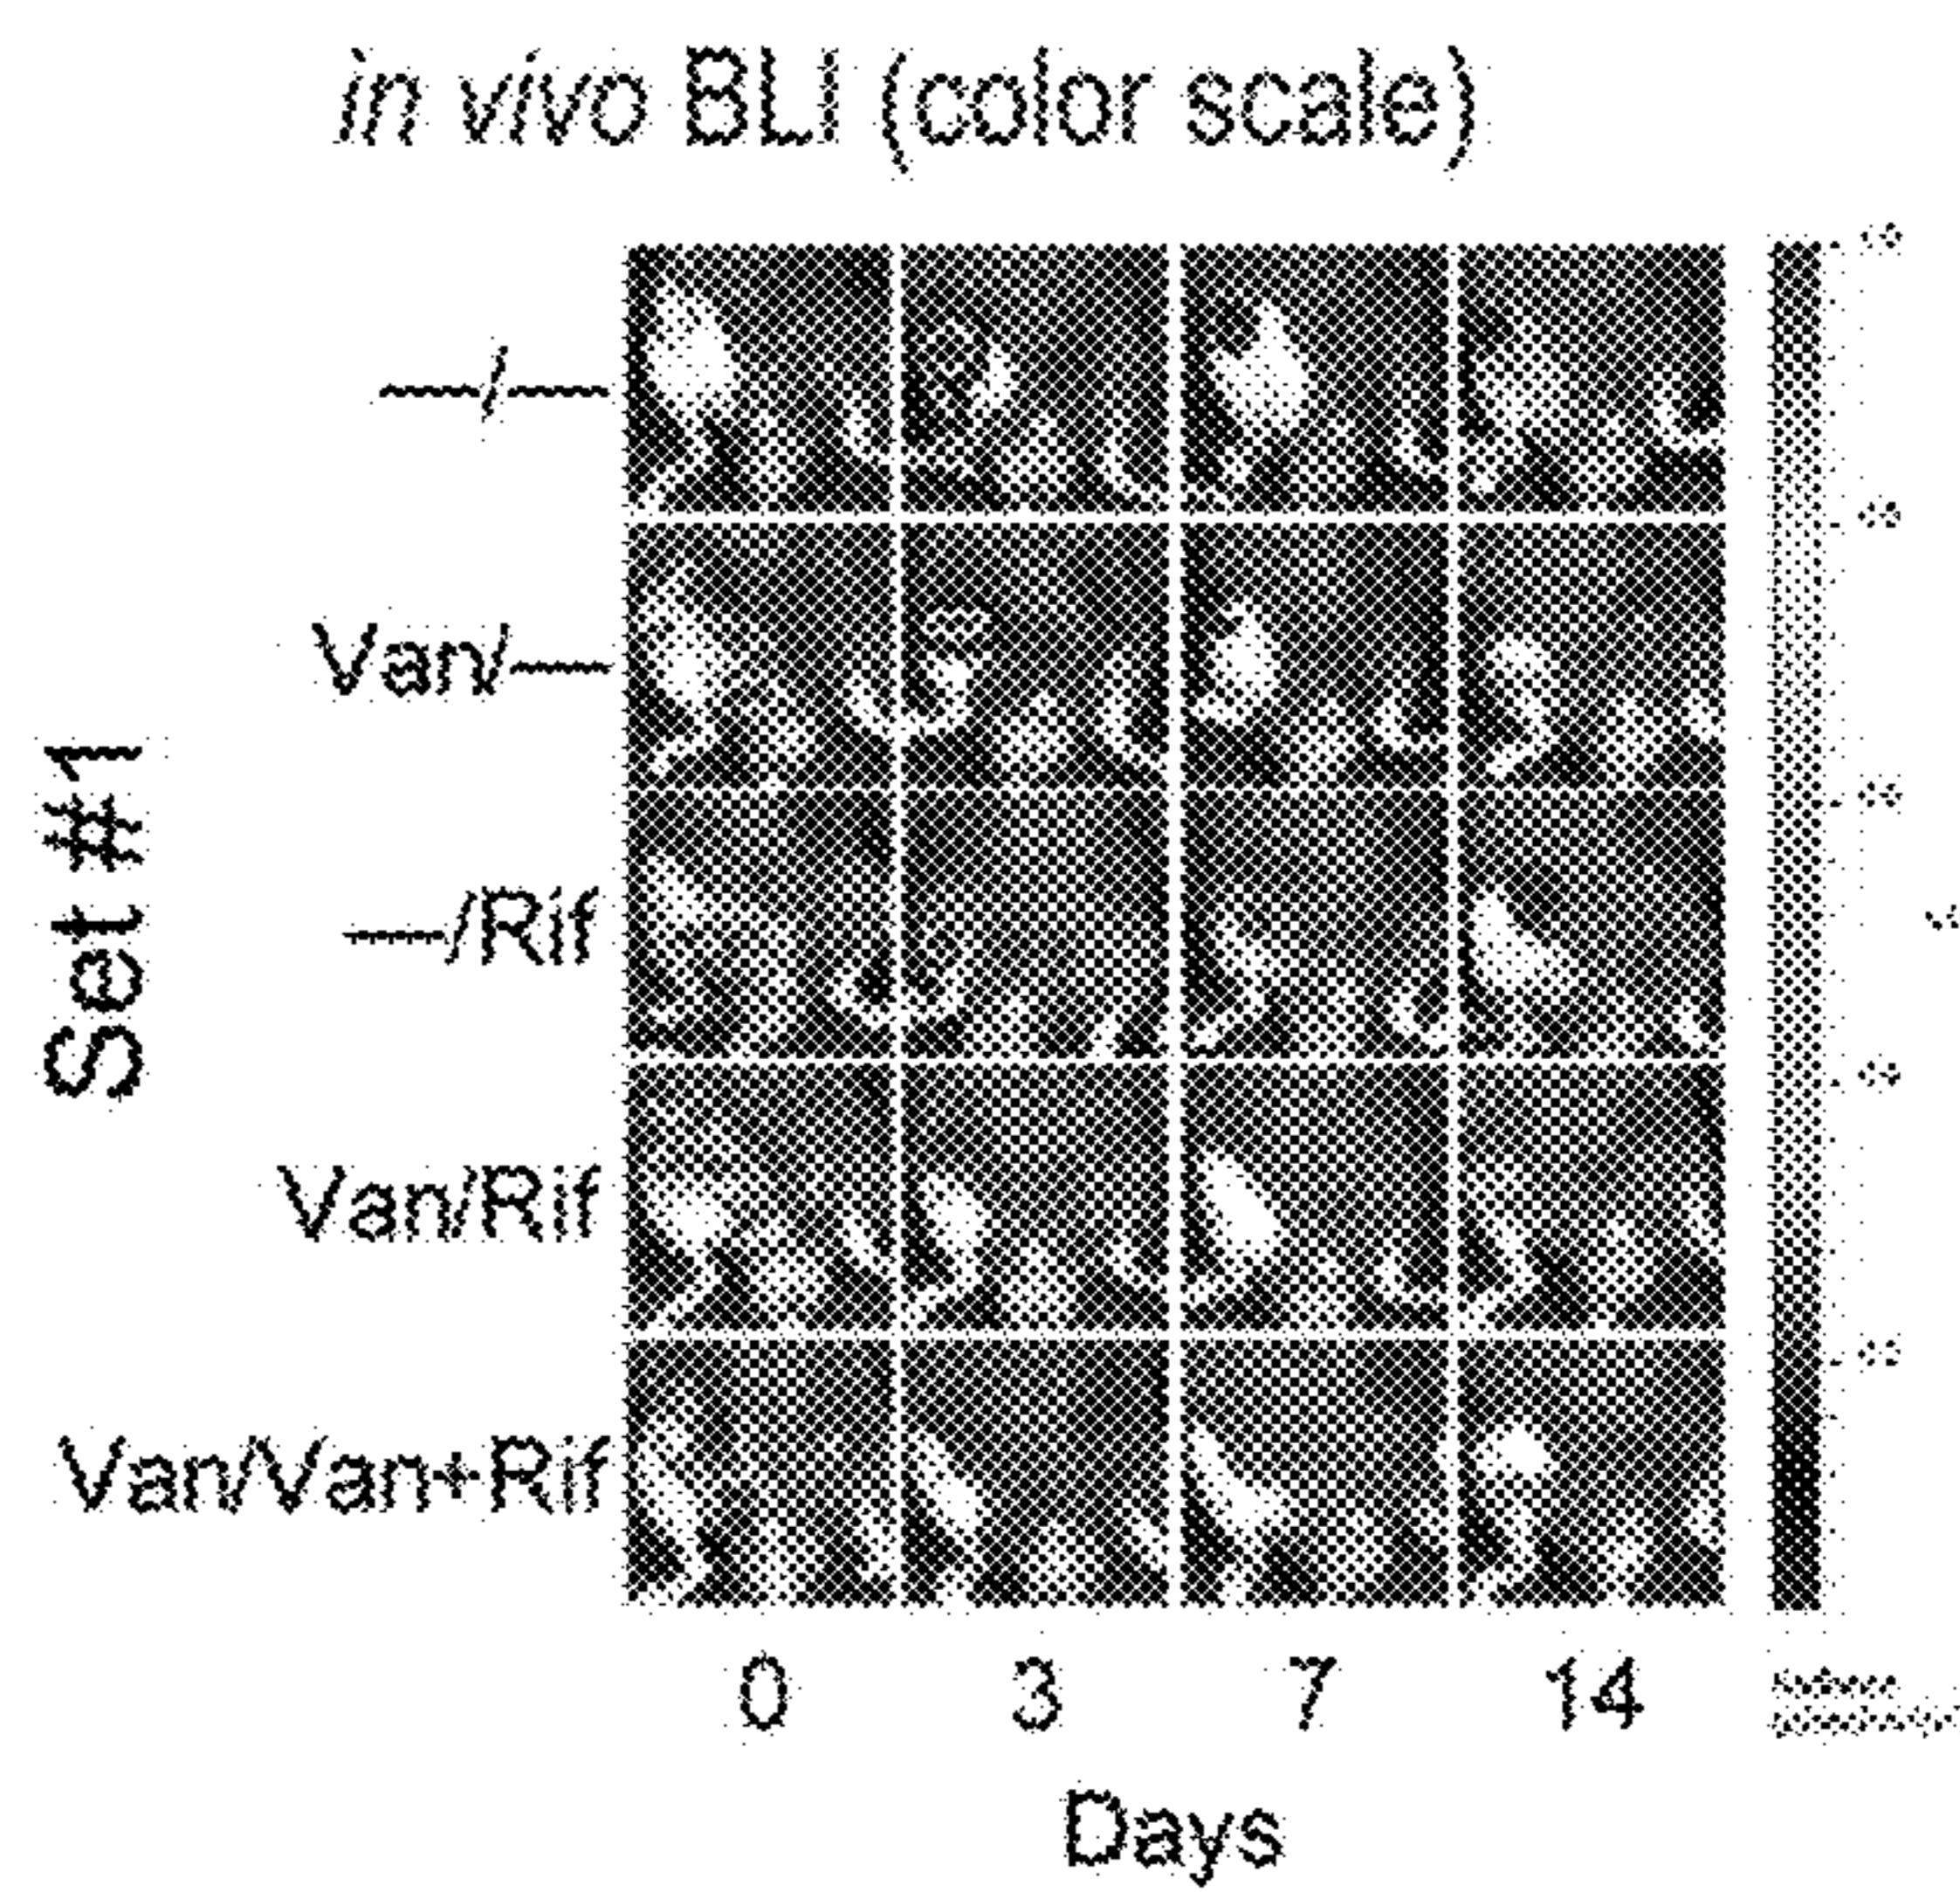 in vivo BLI (color scale)
Set #1
—/—
Van/—
—/Rif
Van/Rif
Van/Van+Rif
0 3 7 14
Days